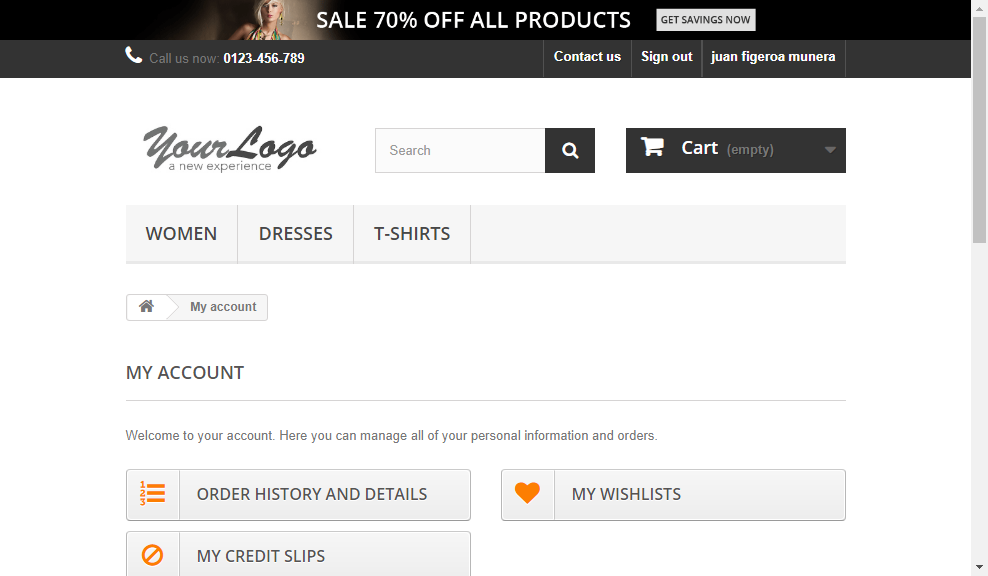 SALE 70% OFF ALL PRODUCTS GET SAVINGS NOW
Call us now: 0123-456-789 Contact us Sign out juan figeroa munera
YourLogo
a new experience
Search
Cart (empty)
WOMEN DRESSES T-SHIRTS
My account
MY ACCOUNT
Welcome to your account. Here you can manage all of your personal information and orders.
1
2
3
ORDER HISTORY AND DETAILS MY WISHLISTS
MY CREDIT SLIPS